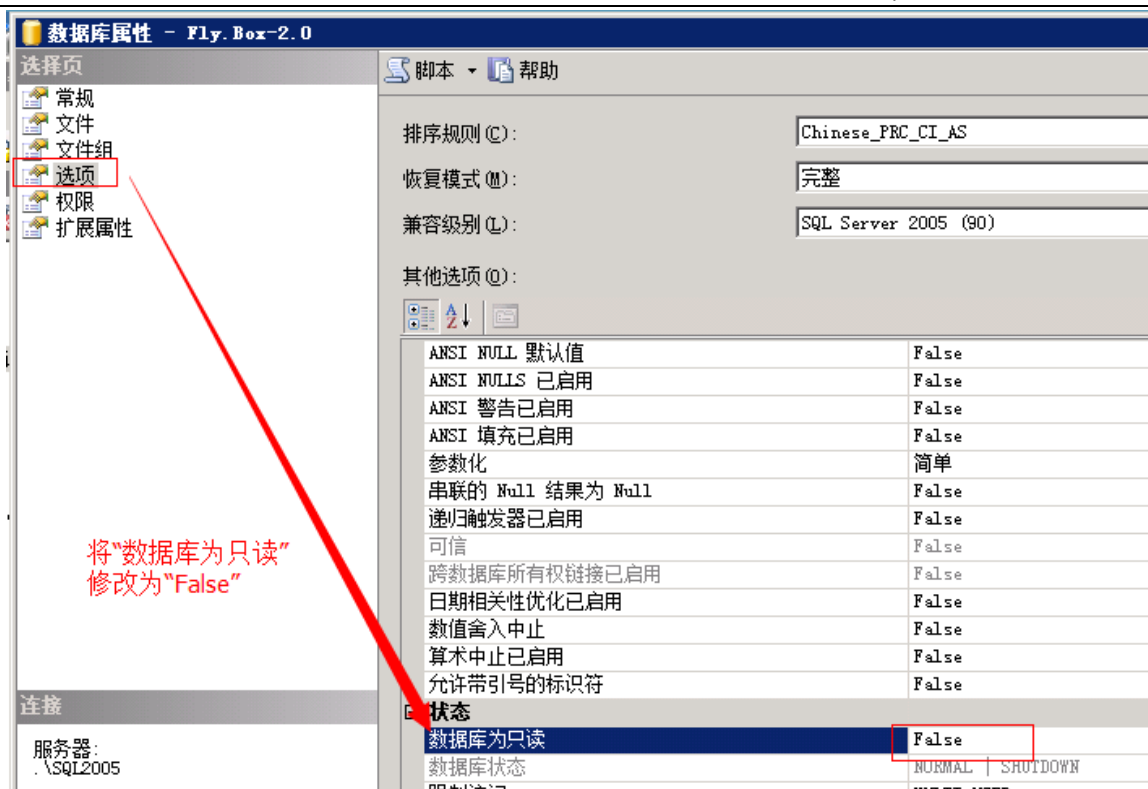 数据库属性 - Fly.Box-2.0
选择页
常规
文件
文件组
选项
权限
扩展属性
脚本 帮助
排序规则(C): Chinese_PRC_CI_AS
恢复模式(M): 完整
兼容级别(L): SQL Server 2005 (90)
其他选项(O):
ANSI NULL 默认值 False
ANSI NULLS 已启用 False
ANSI 警告已启用 False
ANSI 填充已启用 False
参数化 简单
串联的 Null 结果为 Null False
递归触发器已启用 False
可信 False
跨数据库所有权链接已启用 False
日期相关性优化已启用 False
数值舍入中止 False
算术中止已启用 False
允许带引号的标识符 False
状态
数据库为只读 False
数据库状态 NORMAL | SHUTDOWN
将“数据库为只读”
修改为“False”
连接
服务器:
.\SQL2005